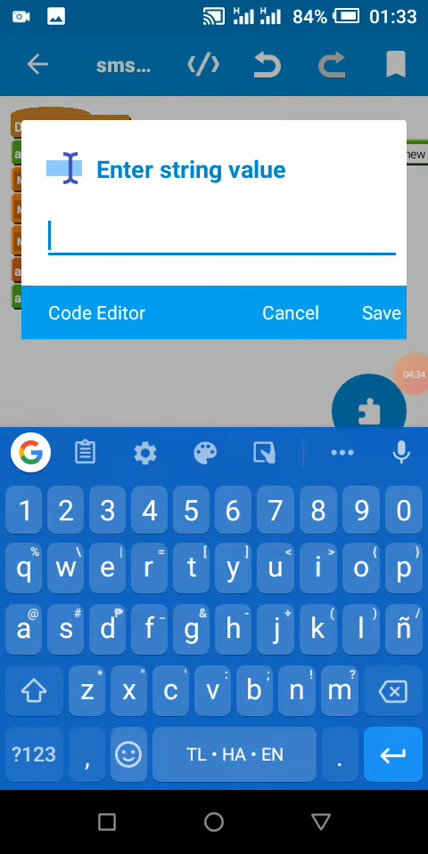 84% 01:33
sms... </>
new
Enter string value
Code Editor Cancel Save
04:34
G
1 2 3 4 5 6 7 8 9 0
% \ | = [ ] < > { }
q w e r t y u i o p
@ # ₱ _ & - + ( ) /
a s d f g h j k l ñ
* " ' : ; ! ?
z x c v b n m
?123 , TL • HA • EN .